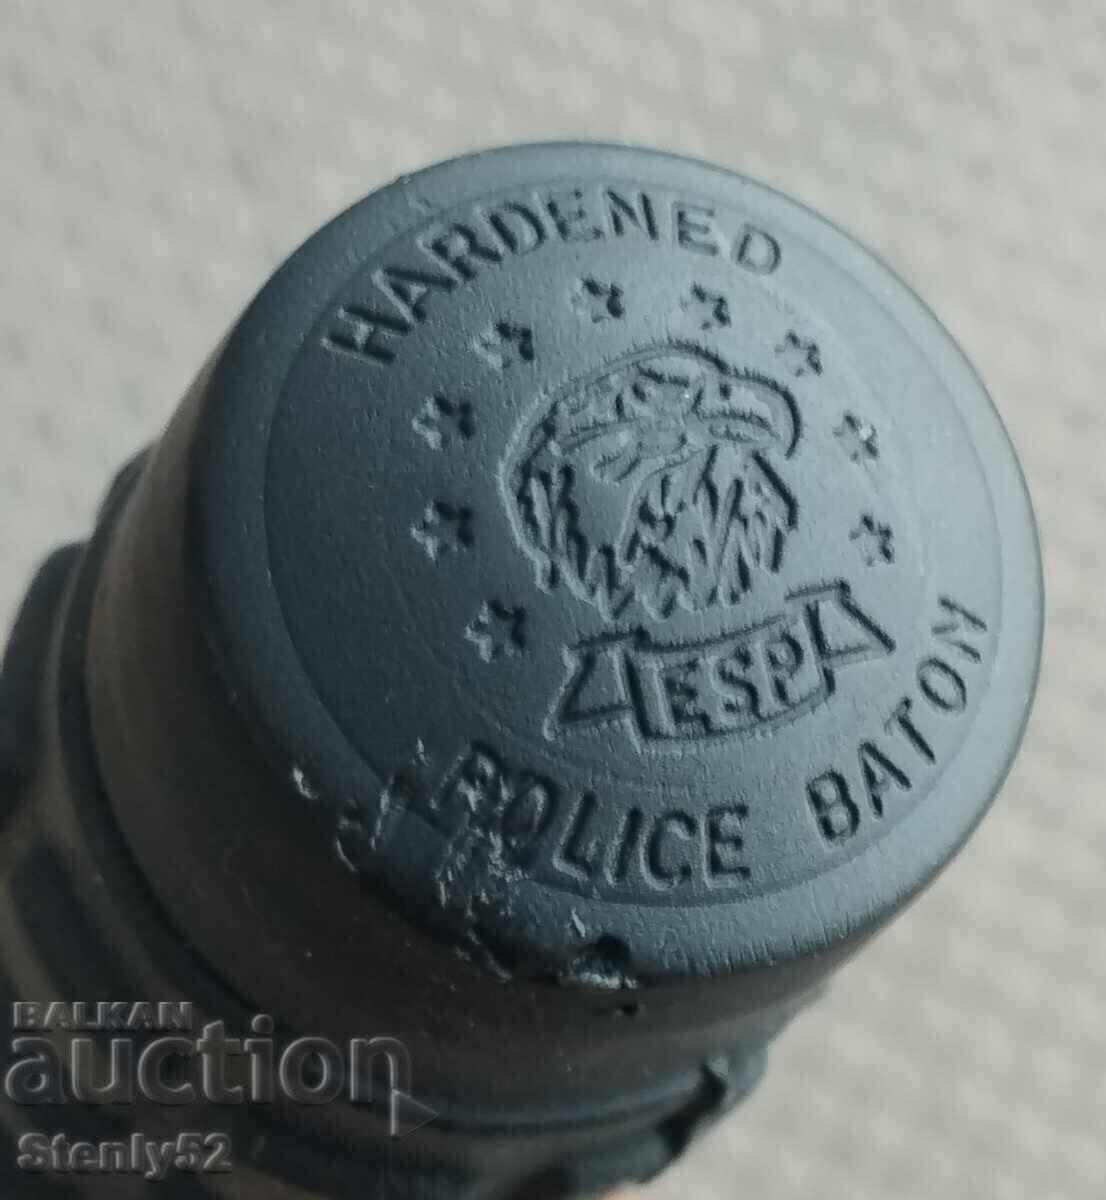 HARDENED
ESP
POLICE BATON
BALKAN
auction
Stenly52